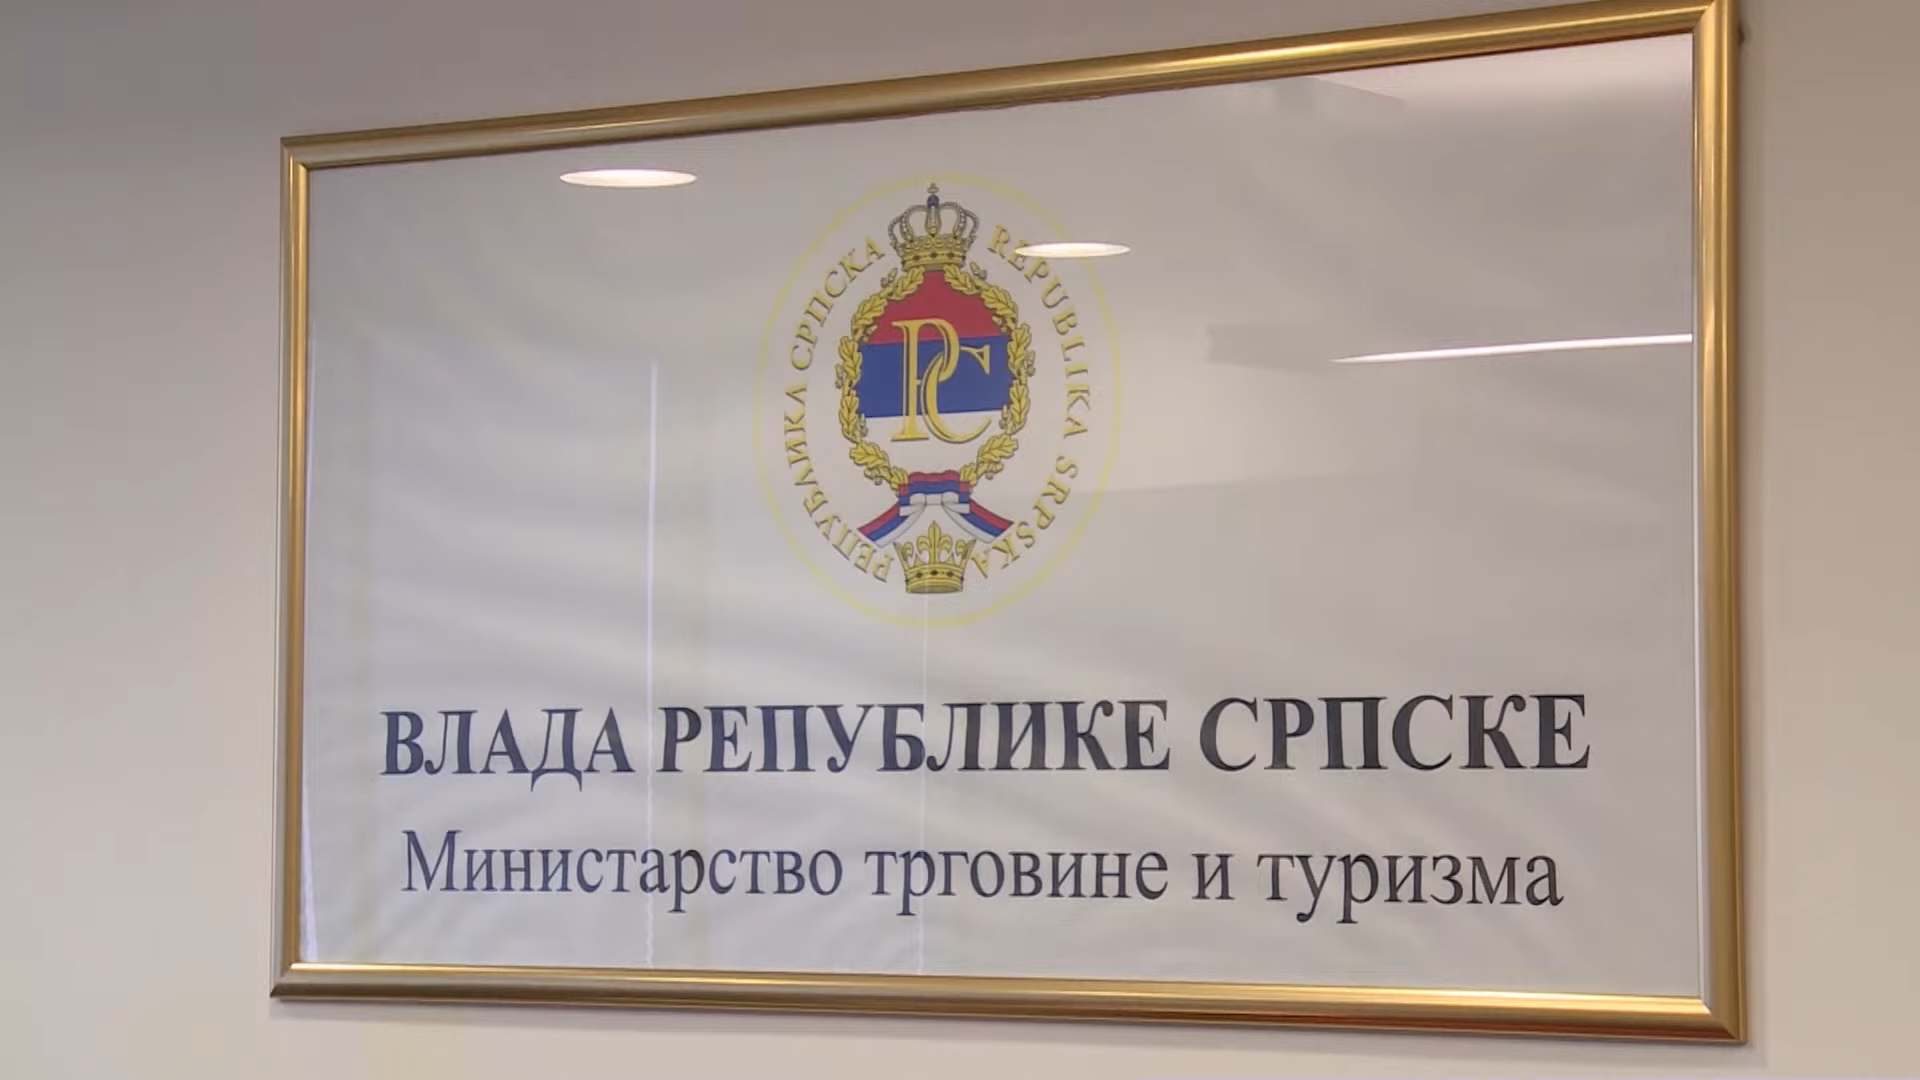 РЕПУБЛИКА СРПСКА
REPUBLIKA SRPSKA
РС
ВЛАДА РЕПУБЛИКЕ СРПСКЕ
Министарство трговине и туризма